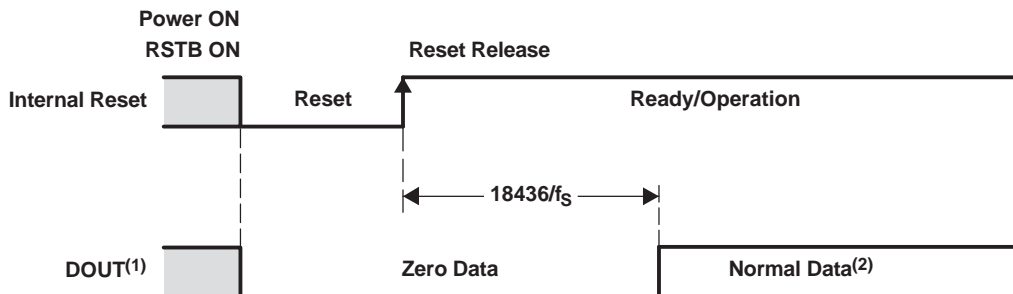 Power ON
RSTB ON
Reset Release
Internal Reset
Reset
Ready/Operation
18436/fS
DOUT(1)
Zero Data
Normal Data(2)